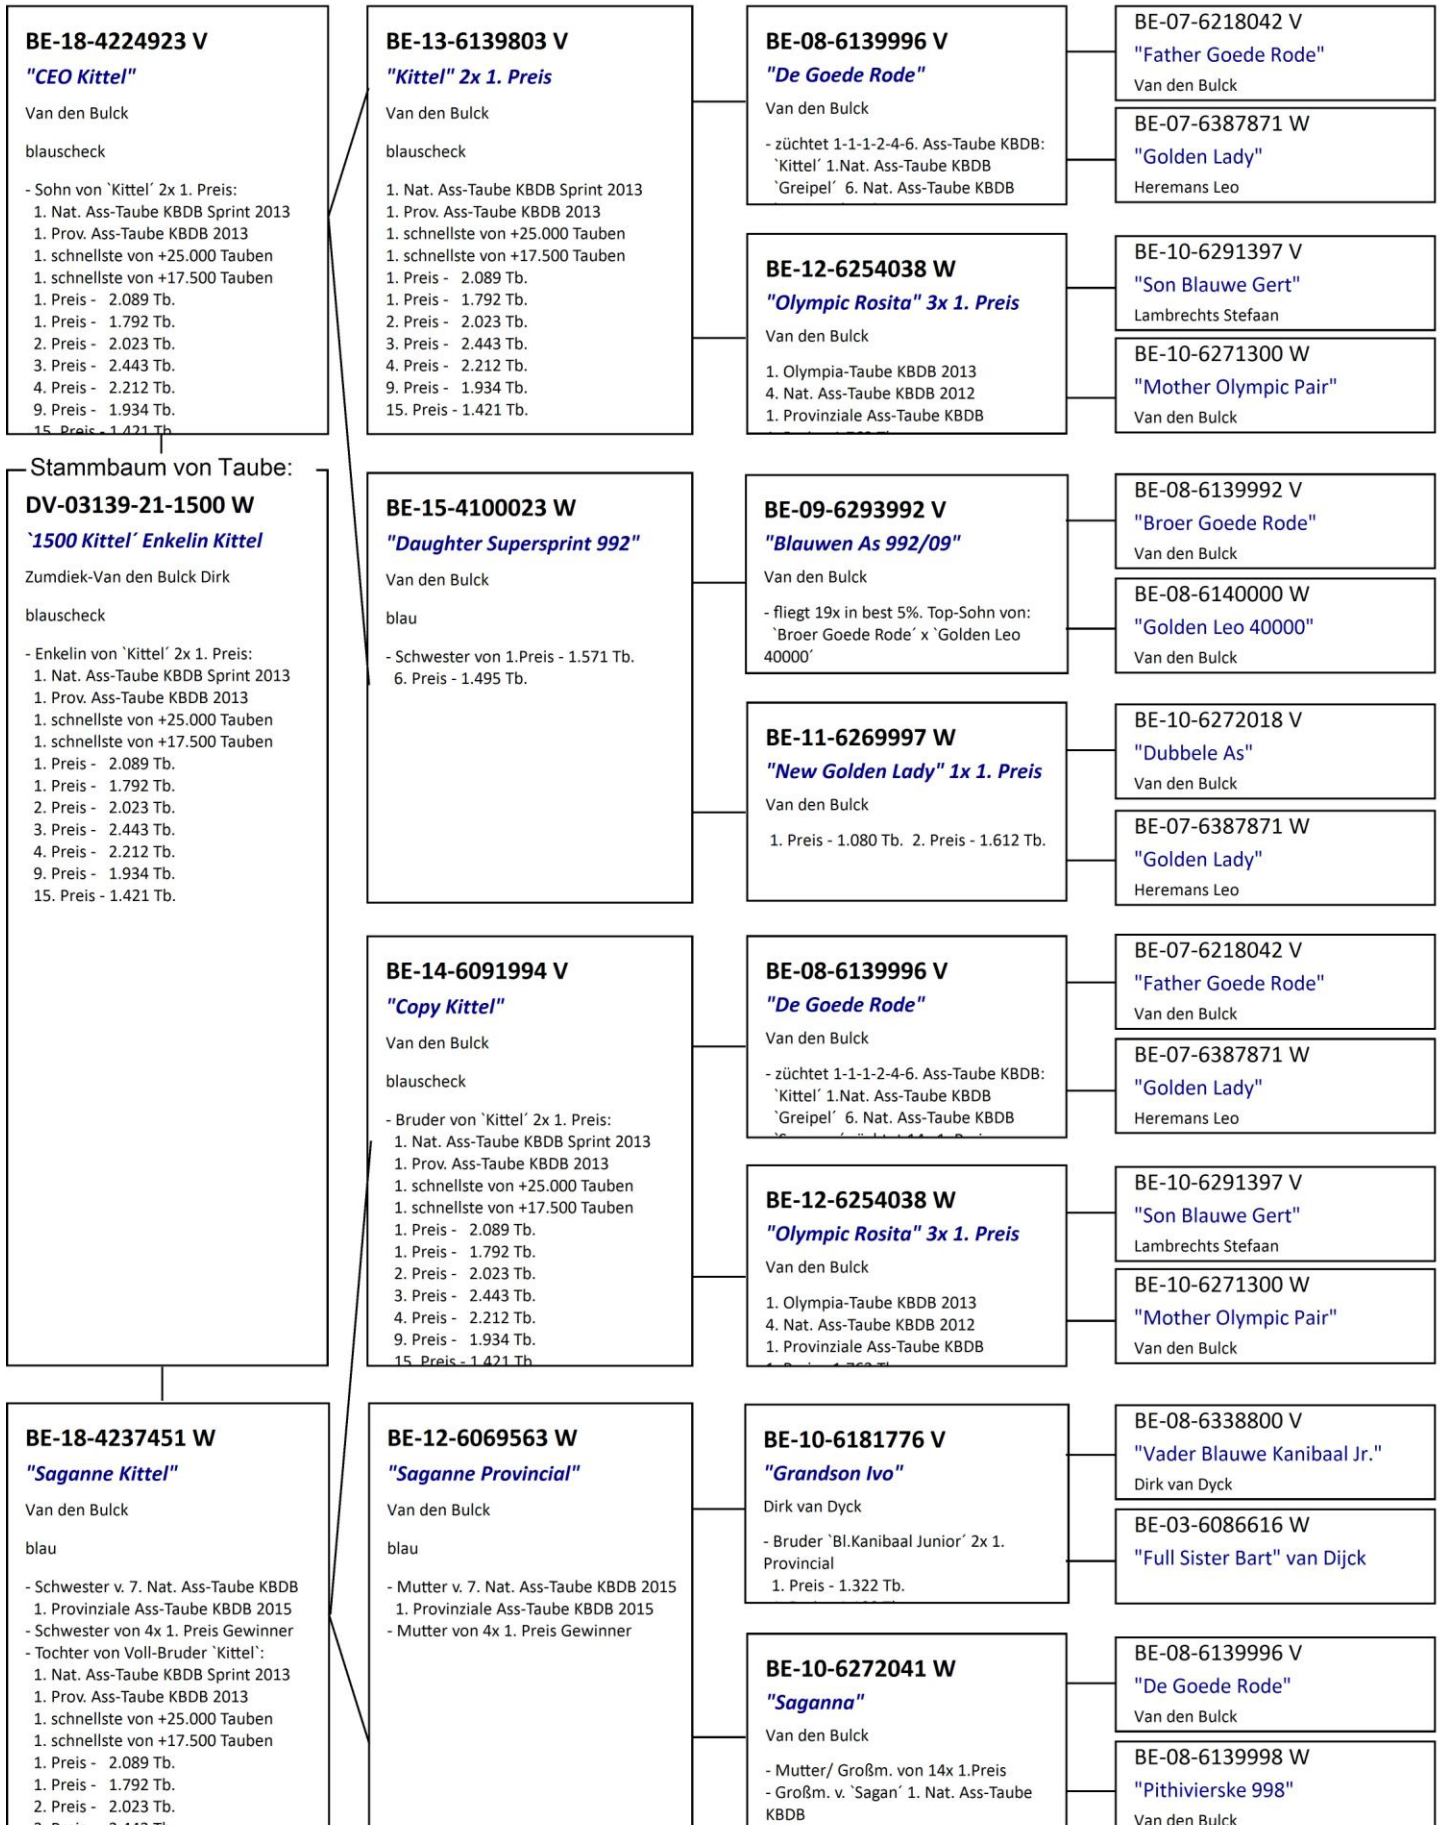 BE-18-4224923 V
"CEO Kittel"
Van den Bulck
blauscheck
- Sohn von `Kittel´ 2x 1. Preis:
1. Nat. Ass-Taube KBDB Sprint 2013
1. Prov. Ass-Taube KBDB 2013
1. schnellste von +25.000 Tauben
1. schnellste von +17.500 Tauben
1. Preis - 2.089 Tb.
1. Preis - 1.792 Tb.
2. Preis - 2.023 Tb.
3. Preis - 2.443 Tb.
4. Preis - 2.212 Tb.
9. Preis - 1.934 Tb.
15. Preis - 1.421 Tb.
Stammbaum von Taube:
DV-03139-21-1500 W
`1500 Kittel´ Enkelin Kittel
Zumdiek-Van den Bulck Dirk
blauscheck
- Enkelin von `Kittel´ 2x 1. Preis:
1. Nat. Ass-Taube KBDB Sprint 2013
1. Prov. Ass-Taube KBDB 2013
1. schnellste von +25.000 Tauben
1. schnellste von +17.500 Tauben
1. Preis - 2.089 Tb.
1. Preis - 1.792 Tb.
2. Preis - 2.023 Tb.
3. Preis - 2.443 Tb.
4. Preis - 2.212 Tb.
9. Preis - 1.934 Tb.
15. Preis - 1.421 Tb.
BE-18-4237451 W
"Saganne Kittel"
Van den Bulck
blau
- Schwester v. 7. Nat. Ass-Taube KBDB
1. Provinziale Ass-Taube KBDB 2015
- Schwester von 4x 1. Preis Gewinner
- Tochter von Voll-Bruder `Kittel`:
1. Nat. Ass-Taube KBDB Sprint 2013
1. Prov. Ass-Taube KBDB 2013
1. schnellste von +25.000 Tauben
1. schnellste von +17.500 Tauben
1. Preis - 2.089 Tb.
1. Preis - 1.792 Tb.
2. Preis - 2.023 Tb.
BE-13-6139803 V
"Kittel" 2x 1. Preis
Van den Bulck
blauscheck
1. Nat. Ass-Taube KBDB Sprint 2013
1. Prov. Ass-Taube KBDB 2013
1. schnellste von +25.000 Tauben
1. schnellste von +17.500 Tauben
1. Preis - 2.089 Tb.
1. Preis - 1.792 Tb.
2. Preis - 2.023 Tb.
3. Preis - 2.443 Tb.
4. Preis - 2.212 Tb.
9. Preis - 1.934 Tb.
15. Preis - 1.421 Tb.
BE-15-4100023 W
"Daughter Supersprint 992"
Van den Bulck
blau
- Schwester von 1.Preis - 1.571 Tb.
6. Preis - 1.495 Tb.
BE-14-6091994 V
"Copy Kittel"
Van den Bulck
blauscheck
- Bruder von `Kittel´ 2x 1. Preis:
1. Nat. Ass-Taube KBDB Sprint 2013
1. Prov. Ass-Taube KBDB 2013
1. schnellste von +25.000 Tauben
1. schnellste von +17.500 Tauben
1. Preis - 2.089 Tb.
1. Preis - 1.792 Tb.
2. Preis - 2.023 Tb.
3. Preis - 2.443 Tb.
4. Preis - 2.212 Tb.
9. Preis - 1.934 Tb.
15. Preis - 1.421 Tb.
BE-12-6069563 W
"Saganne Provincial"
Van den Bulck
blau
- Mutter v. 7. Nat. Ass-Taube KBDB 2015
1. Provinziale Ass-Taube KBDB 2015
- Mutter von 4x 1. Preis Gewinner
BE-08-6139996 V
"De Goede Rode"
Van den Bulck
- züchtet 1-1-1-2-4-6. Ass-Taube KBDB:
`Kittel´ 1.Nat. Ass-Taube KBDB
`Greipel´ 6. Nat. Ass-Taube KBDB
BE-12-6254038 W
"Olympic Rosita" 3x 1. Preis
Van den Bulck
1. Olympia-Taube KBDB 2013
4. Nat. Ass-Taube KBDB 2012
1. Provinziale Ass-Taube KBDB
BE-09-6293992 V
"Blauwen As 992/09"
Van den Bulck
- fliegt 19x in best 5%. Top-Sohn von:
`Broer Goede Rode´ x `Golden Leo
40000´
BE-11-6269997 W
"New Golden Lady" 1x 1. Preis
Van den Bulck
1. Preis - 1.080 Tb. 2. Preis - 1.612 Tb.
BE-08-6139996 V
"De Goede Rode"
Van den Bulck
- züchtet 1-1-1-2-4-6. Ass-Taube KBDB:
`Kittel´ 1.Nat. Ass-Taube KBDB
`Greipel´ 6. Nat. Ass-Taube KBDB
BE-12-6254038 W
"Olympic Rosita" 3x 1. Preis
Van den Bulck
1. Olympia-Taube KBDB 2013
4. Nat. Ass-Taube KBDB 2012
1. Provinziale Ass-Taube KBDB
BE-10-6181776 V
"Grandson Ivo"
Dirk van Dyck
- Bruder `Bl.Kanibaal Junior´ 2x 1.
Provincial
1. Preis - 1.322 Tb.
BE-10-6272041 W
"Saganna"
Van den Bulck
- Mutter/ Großm. von 14x 1.Preis
- Großm. v. `Sagan´ 1. Nat. Ass-Taube
KBDB
BE-07-6218042 V
"Father Goede Rode"
Van den Bulck
BE-07-6387871 W
"Golden Lady"
Heremans Leo
BE-10-6291397 V
"Son Blauwe Gert"
Lambrechts Stefaan
BE-10-6271300 W
"Mother Olympic Pair"
Van den Bulck
BE-08-6139992 V
"Broer Goede Rode"
Van den Bulck
BE-08-6140000 W
"Golden Leo 40000"
Van den Bulck
BE-10-6272018 V
"Dubbele As"
Van den Bulck
BE-07-6387871 W
"Golden Lady"
Heremans Leo
BE-07-6218042 V
"Father Goede Rode"
Van den Bulck
BE-07-6387871 W
"Golden Lady"
Heremans Leo
BE-10-6291397 V
"Son Blauwe Gert"
Lambrechts Stefaan
BE-10-6271300 W
"Mother Olympic Pair"
Van den Bulck
BE-08-6338800 V
"Vader Blauwe Kanibaal Jr."
Dirk van Dyck
BE-03-6086616 W
"Full Sister Bart" van Dijck
BE-08-6139996 V
"De Goede Rode"
Van den Bulck
BE-08-6139998 W
"Pithivierske 998"
Van den Bulck